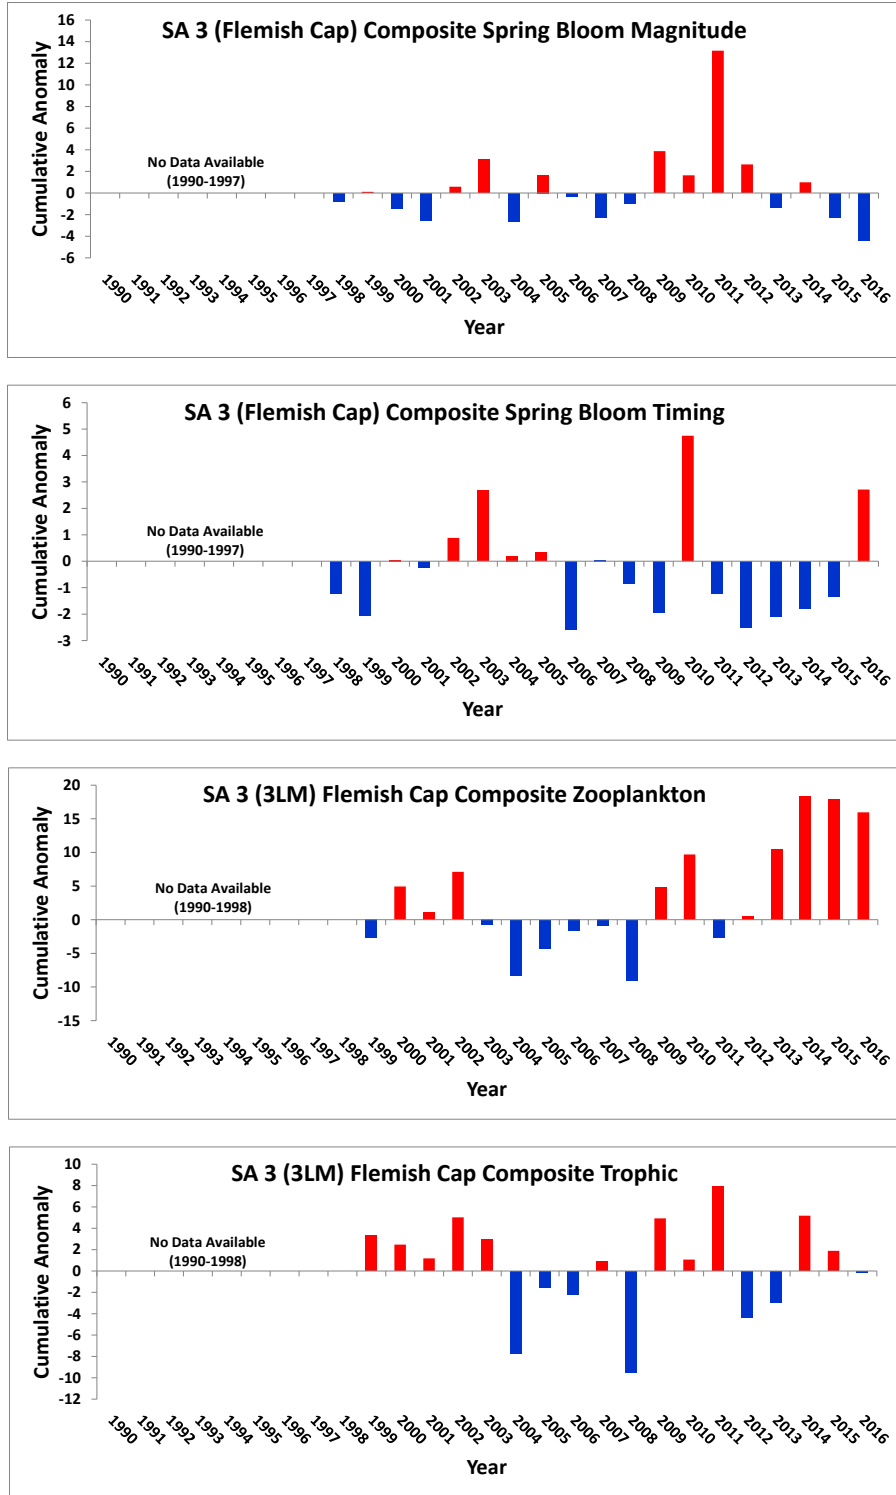 SA 3 (Flemish Cap) Composite Spring Bloom Magnitude
Cumulative Anomaly
16
14
12
10
8
6
4
2
0
-2
-4
-6
No Data Available
(1990-1997)
1990 1991 1992 1993 1994 1995 1996 1997 1998 1999 2000 2001 2002 2003 2004 2005 2006 2007 2008 2009 2010 2011 2012 2013 2014 2015 2016
Year
SA 3 (Flemish Cap) Composite Spring Bloom Timing
Cumulative Anomaly
6
5
4
3
2
1
0
-1
-2
-3
No Data Available
(1990-1997)
1990 1991 1992 1993 1994 1995 1996 1997 1998 1999 2000 2001 2002 2003 2004 2005 2006 2007 2008 2009 2010 2011 2012 2013 2014 2015 2016
Year
SA 3 (3LM) Flemish Cap Composite Zooplankton
Cumulative Anomaly
20
15
10
5
0
-5
-10
-15
No Data Available
(1990-1998)
1990 1991 1992 1993 1994 1995 1996 1997 1998 1999 2000 2001 2002 2003 2004 2005 2006 2007 2008 2009 2010 2011 2012 2013 2014 2015 2016
Year
SA 3 (3LM) Flemish Cap Composite Trophic
Cumulative Anomaly
10
8
6
4
2
0
-2
-4
-6
-8
-10
-12
No Data Available
(1990-1998)
1990 1991 1992 1993 1994 1995 1996 1997 1998 1999 2000 2001 2002 2003 2004 2005 2006 2007 2008 2009 2010 2011 2012 2013 2014 2015 2016
Year